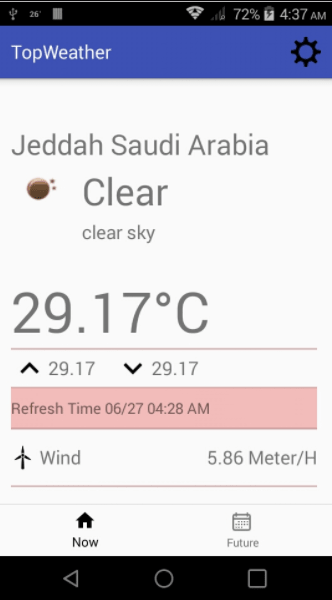 26°
72%
4:37 AM
TopWeather
Jeddah Saudi Arabia
Clear
clear sky
29.17°C
29.17
29.17
Refresh Time 06/27 04:28 AM
Wind
5.86 Meter/H
Now
Future